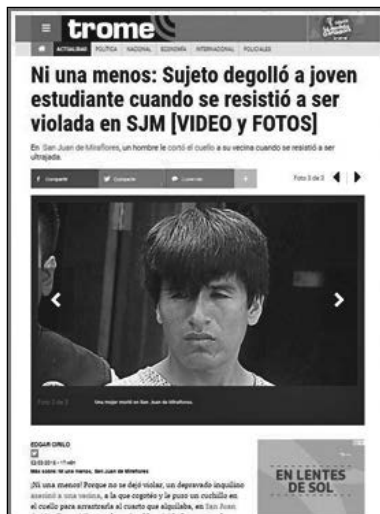 trome
ACTUALIDAD POLÍTICA NACIONAL ECONOMÍA INTERNACIONAL POLICIALES
Ni una menos: Sujeto degolló a joven
estudiante cuando se resistió a ser
violada en SJM [VIDEO y FOTOS]
En San Juan de Miraflores, un hombre le cortó el cuello a su vecina cuando se resistió a ser
ultrajada.
Compartir Compartir Foto 3 de 3
Foto 3 de 3 Una mujer murió en San Juan de Miraflores.
EDGAR CIRILO
Más sobre: Ni una menos, San Juan de Miraflores
¡Ni una menos! Porque no se dejó violar, un depravado inquilino
asesinó a una vecina, a la que cogoteó y le puso un cuchillo en
el cuello para arrastrarla al cuarto que alquilaba, en San Juan
EN LENTES
DE SOL